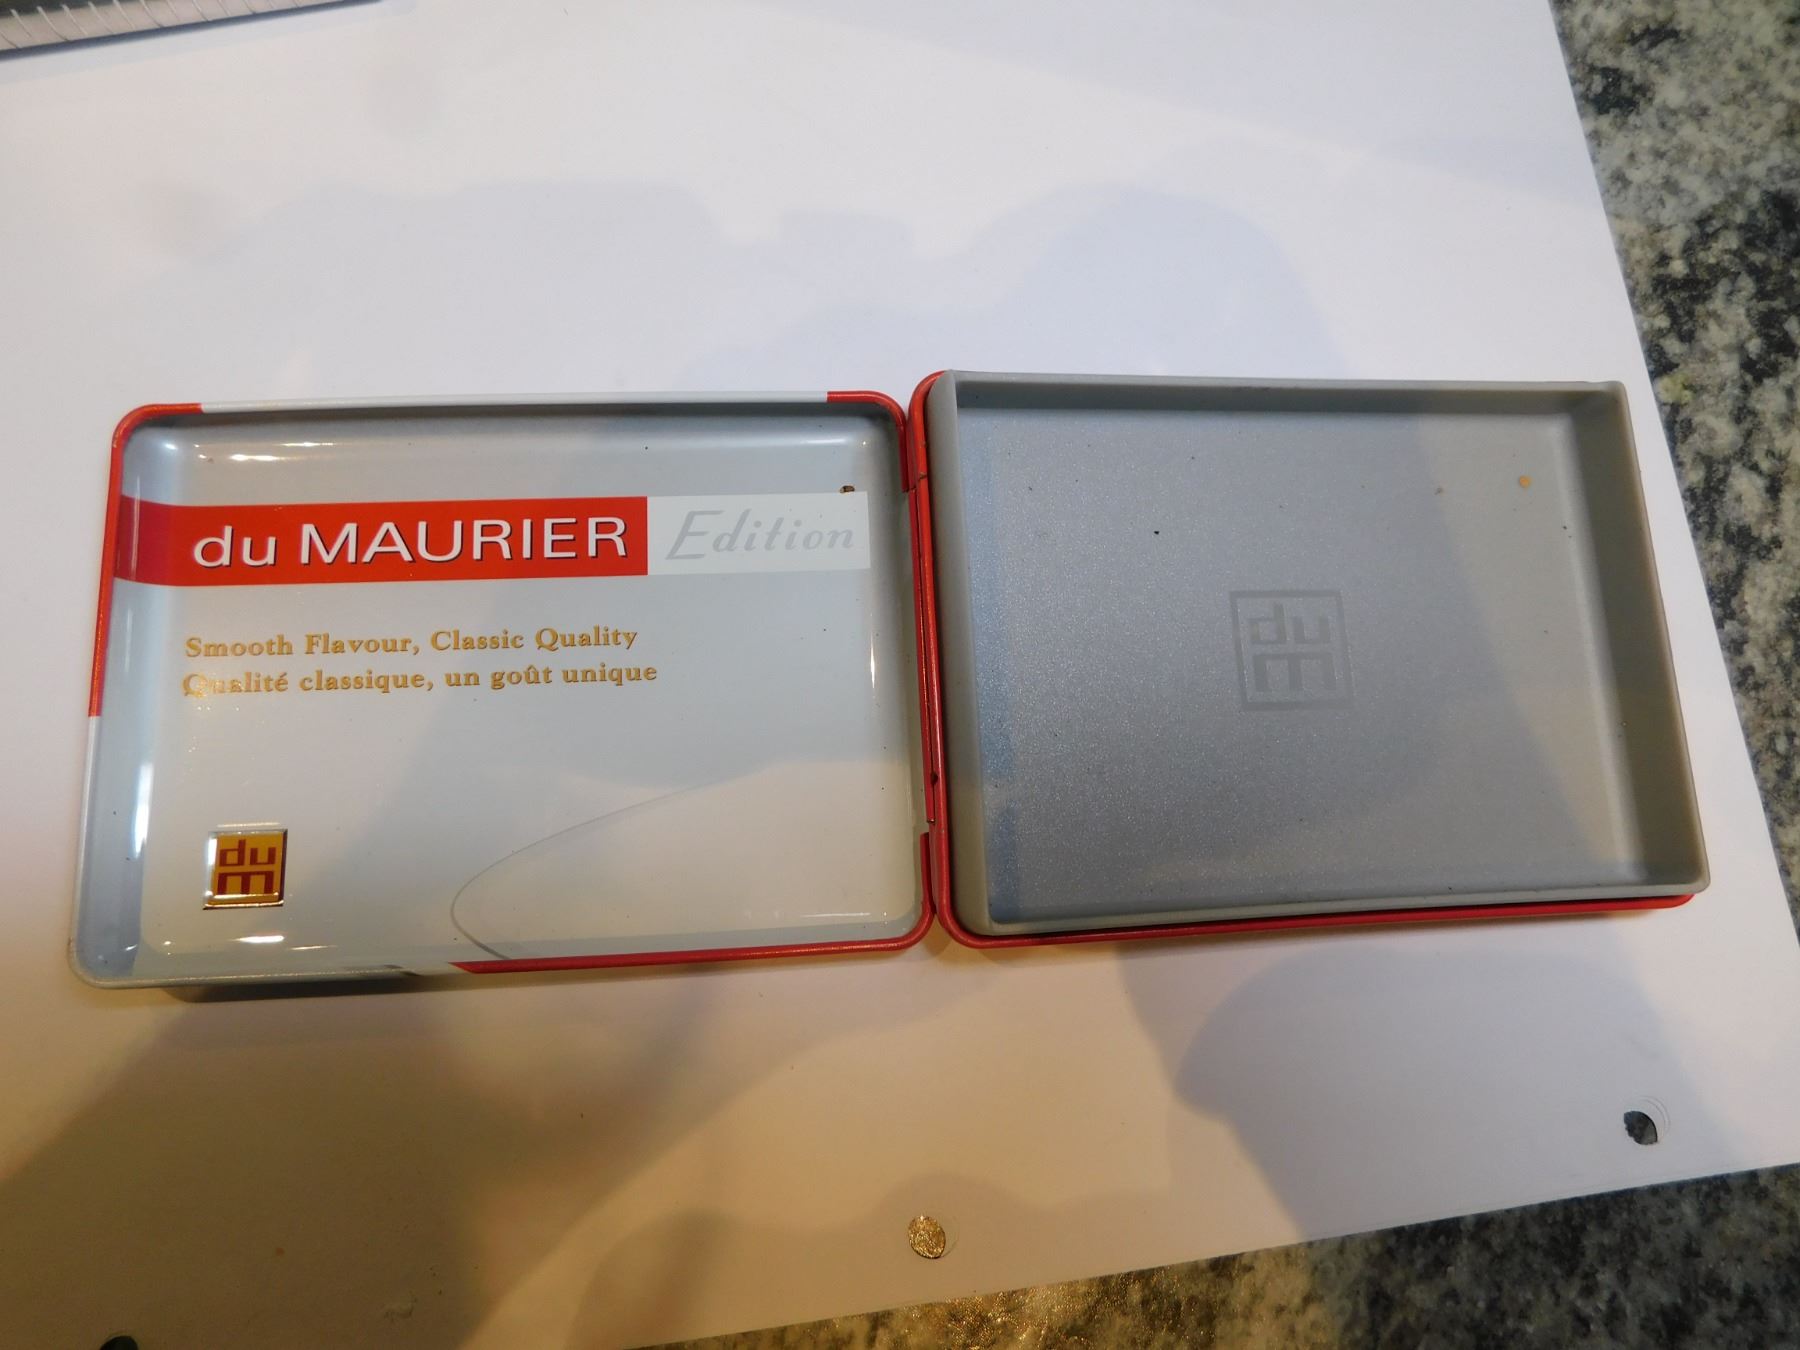 du MAURIER Edition
Smooth Flavour, Classic Quality
Qualité classique, un goût unique
du
m
du
m